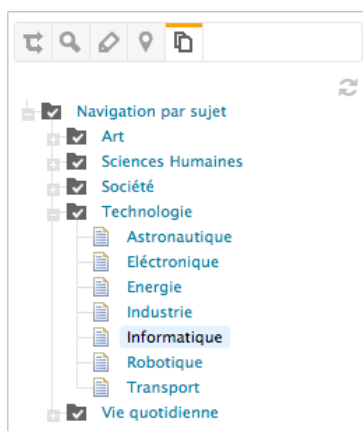 Navigation par sujet
Art
Sciences Humaines
Société
Technologie
Astronautique
Eléctronique
Energie
Industrie
Informatique
Robotique
Transport
Vie quotidienne